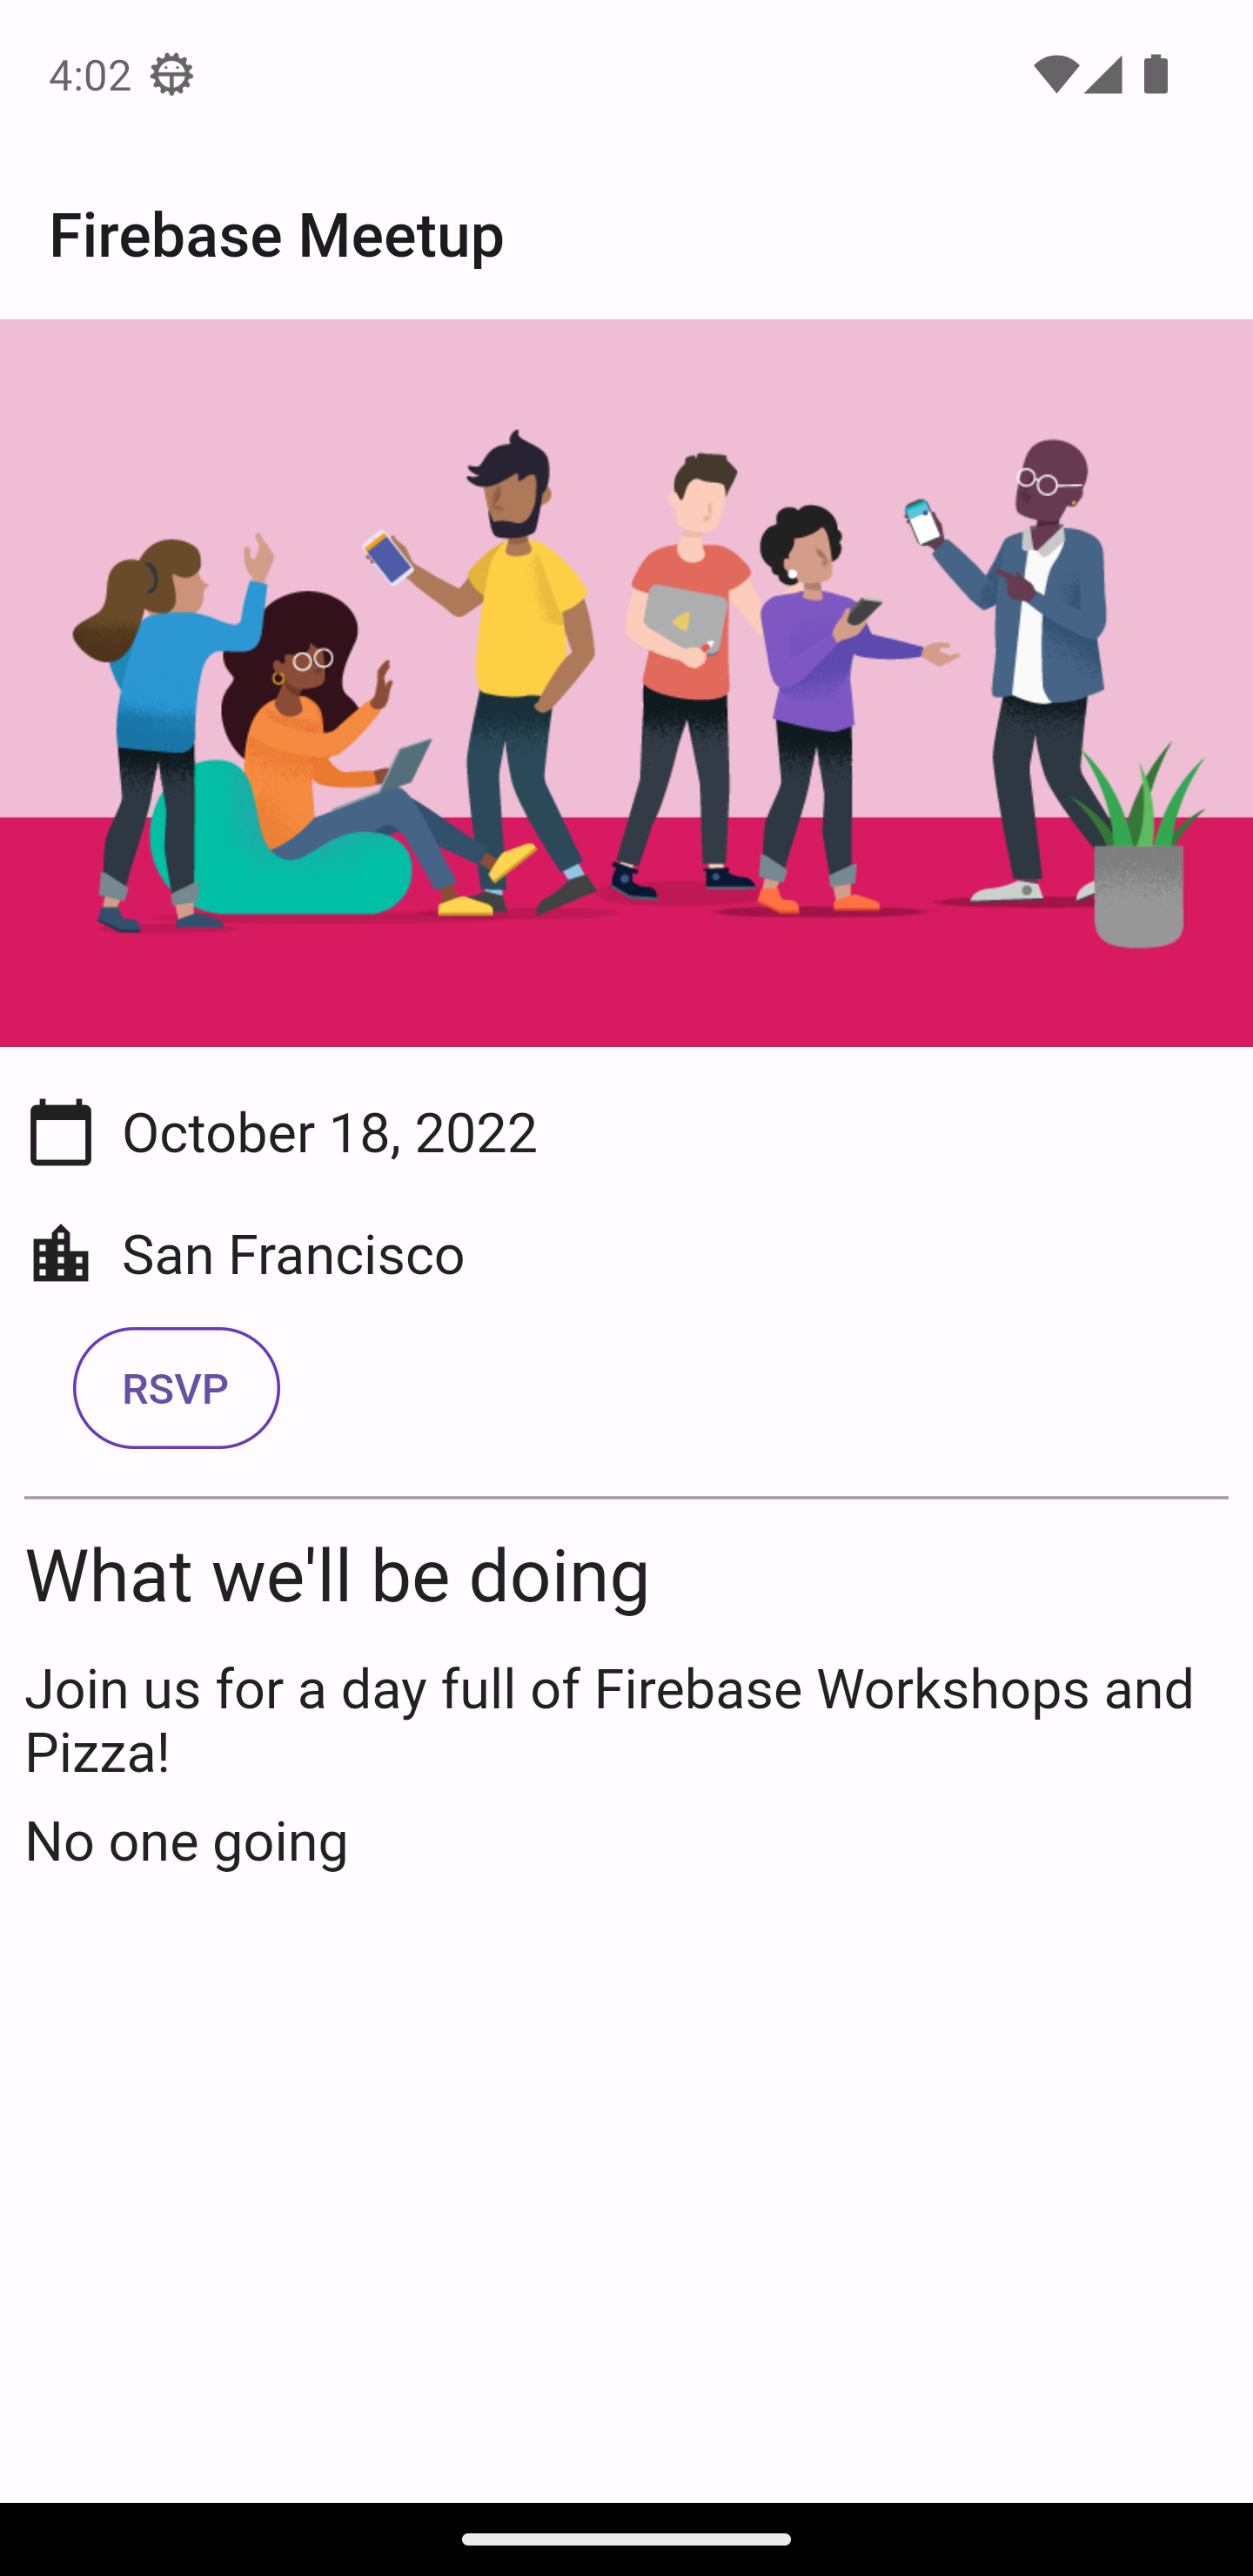 4:02
Firebase Meetup
October 18, 2022
San Francisco
RSVP
What we'll be doing
Join us for a day full of Firebase Workshops and
Pizza!
No one going